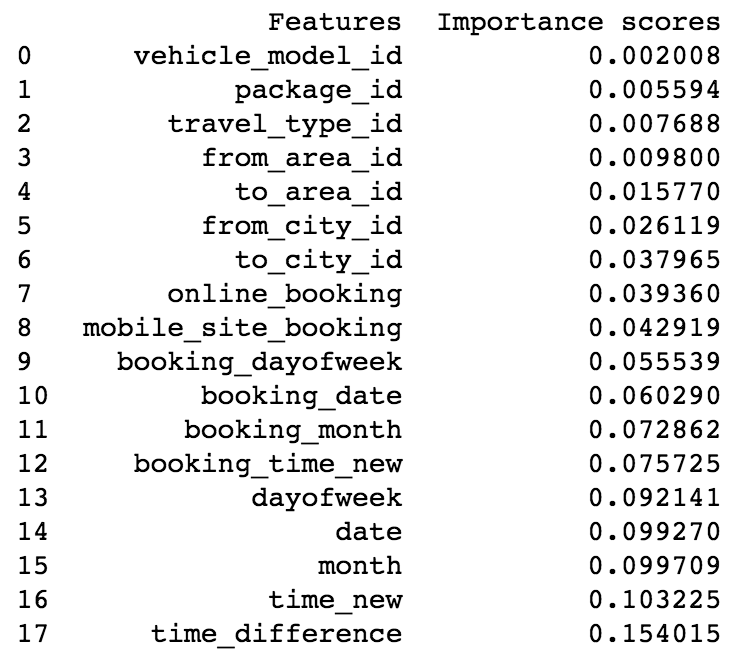 Features Importance scores
0 vehicle_model_id 0.002008
1 package_id 0.005594
2 travel_type_id 0.007688
3 from_area_id 0.009800
4 to_area_id 0.015770
5 from_city_id 0.026119
6 to_city_id 0.037965
7 online_booking 0.039360
8 mobile_site_booking 0.042919
9 booking_dayofweek 0.055539
10 booking_date 0.060290
11 booking_month 0.072862
12 booking_time_new 0.075725
13 dayofweek 0.092141
14 date 0.099270
15 month 0.099709
16 time_new 0.103225
17 time_difference 0.154015